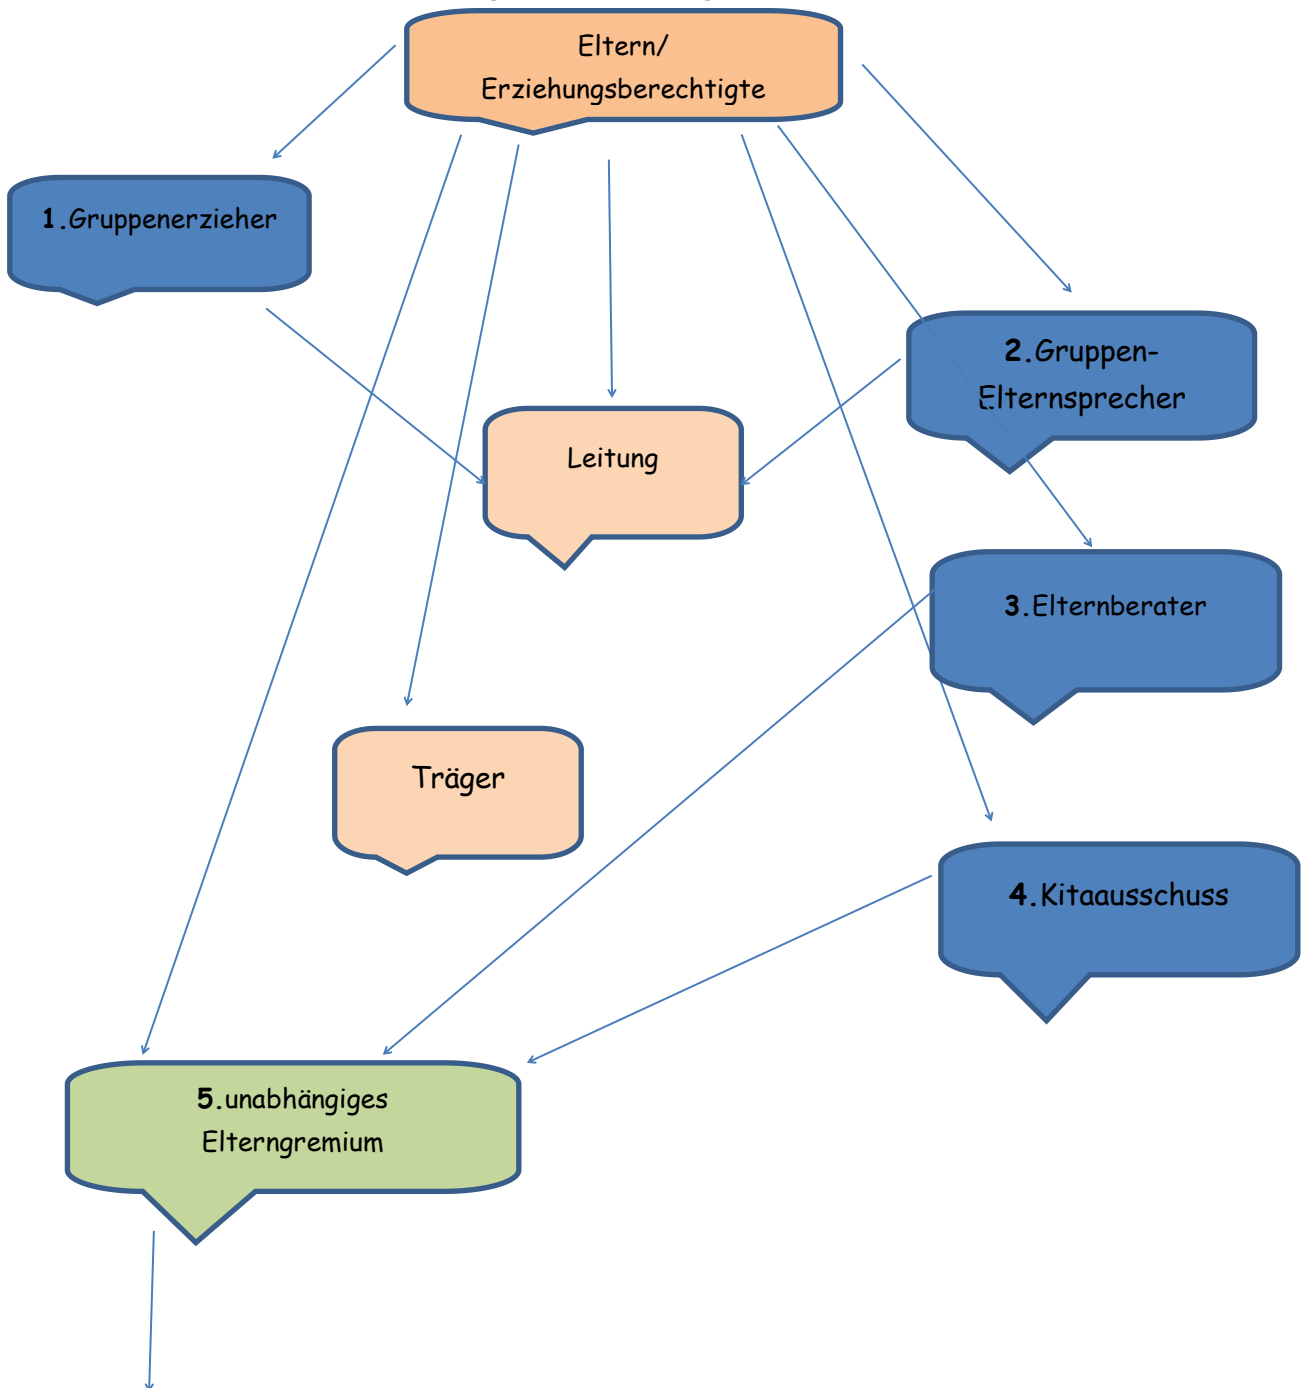 Eltern/
Erziehungsberechtigte
1.Gruppenerzieher
2.Gruppen-
Elternsprecher
Leitung
3.Elternberater
Träger
4.Kitaausschuss
5.unabhängiges
Elterngremium